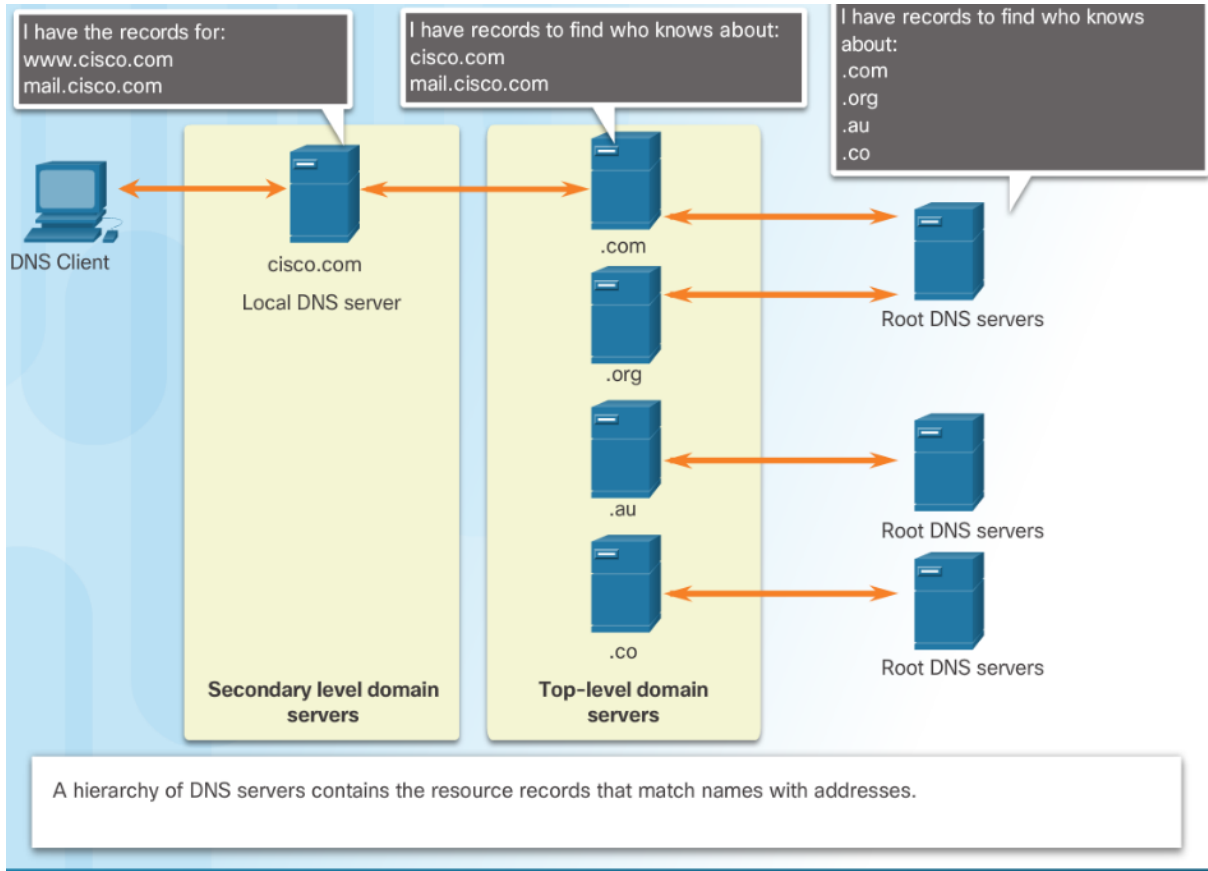 I have the records for:
www.cisco.com
mail.cisco.com
I have records to find who knows about:
cisco.com
mail.cisco.com
I have records to find who knows
about:
.com
.org
.au
.co
DNS Client
cisco.com
Local DNS server
.com
.org
.au
.co
Root DNS servers
Root DNS servers
Root DNS servers
Secondary level domain
servers
Top-level domain
servers
A hierarchy of DNS servers contains the resource records that match names with addresses.